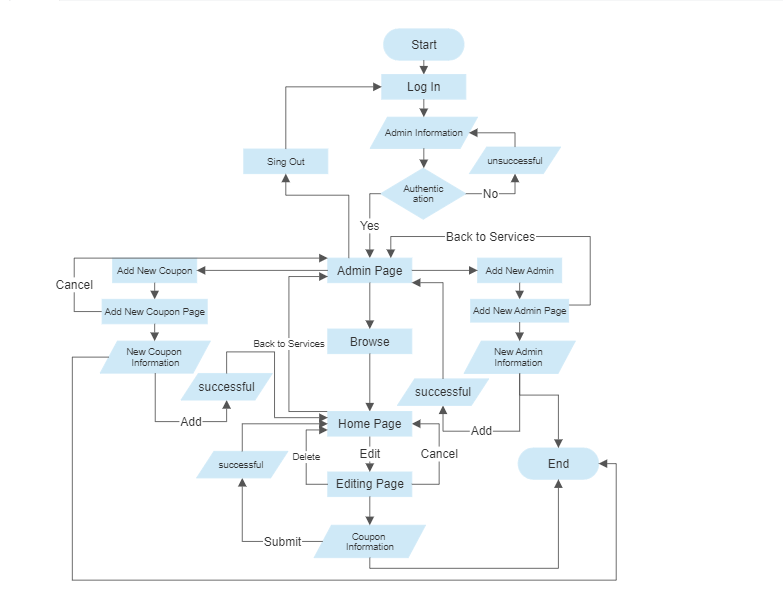 Start
Log In
Admin Information
Sing Out
unsuccessful
Authentic
ation
No
Yes
Back to Services
Add New Coupon
Admin Page
Add New Admin
Cancel
Add New Coupon Page
Add New Admin Page
Back to Services
Browse
New Coupon
Information
New Admin
Information
successful
successful
Add
Home Page
Add
successful
Delete
Edit
Cancel
End
Editing Page
Submit
Coupon
Information